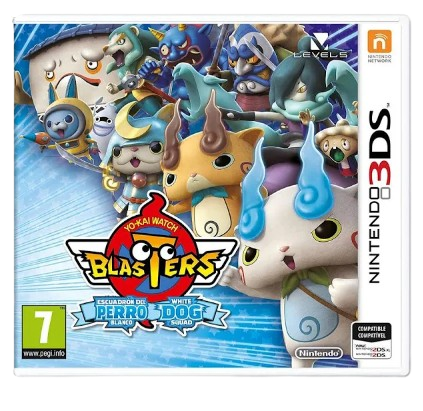 LEVEL5
NINTENDO
NETWORK
NINTENDO 3DS
YO-KAI WATCH
BLASTERS
ESCUADRÓN DEL
PERRO
BLANCO
WHITE
DOG
SQUAD
7
www.pegi.info
Nintendo
COMPATIBLE
COMPATÍVEL